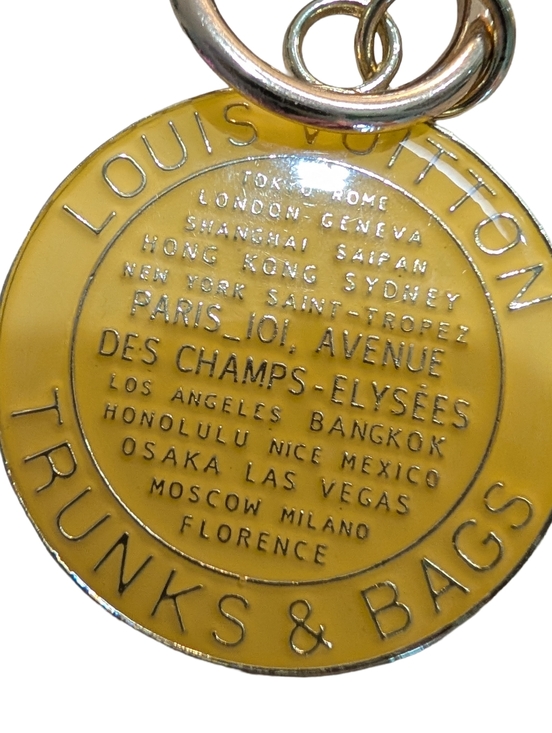 LOUIS VUITTON
TOKYO ROME
LONDON-GENEVA
SHANGHAI SAIPAN
HONG KONG SYDNEY
NEW YORK SAINT-TROPEZ
PARIS_101, AVENUE
DES CHAMPS-ELYSÉES
LOS ANGELES BANGKOK
HONOLULU NICE MEXICO
OSAKA LAS VEGAS
MOSCOW MILANO
FLORENCE
TRUNKS & BAGS